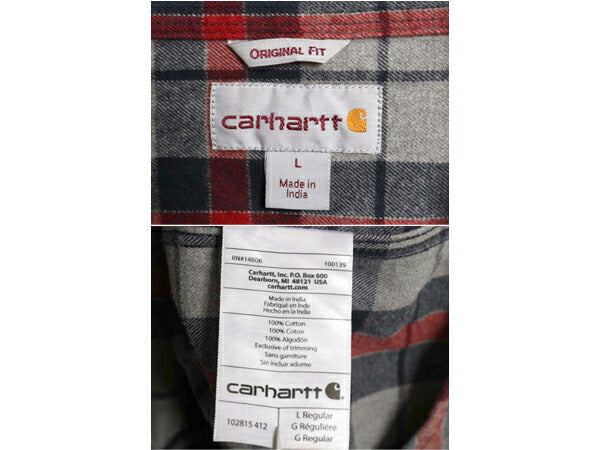 ORIGINAL FIT
carhartt
L
Made in
India
RN#14806 100139
Carhartt, Inc. P.O. Box 600
Dearborn, MI 48121 USA
carhartt.com
Made in India
Fabriqué en Inde
Hecho en la India
100% Cotton
100% Coton
100% Algodón
Exclusive of trimming
Sin garniture
Sin incluir adorno
carhartt
102815 412
L Regular
G Régulière
G Regular